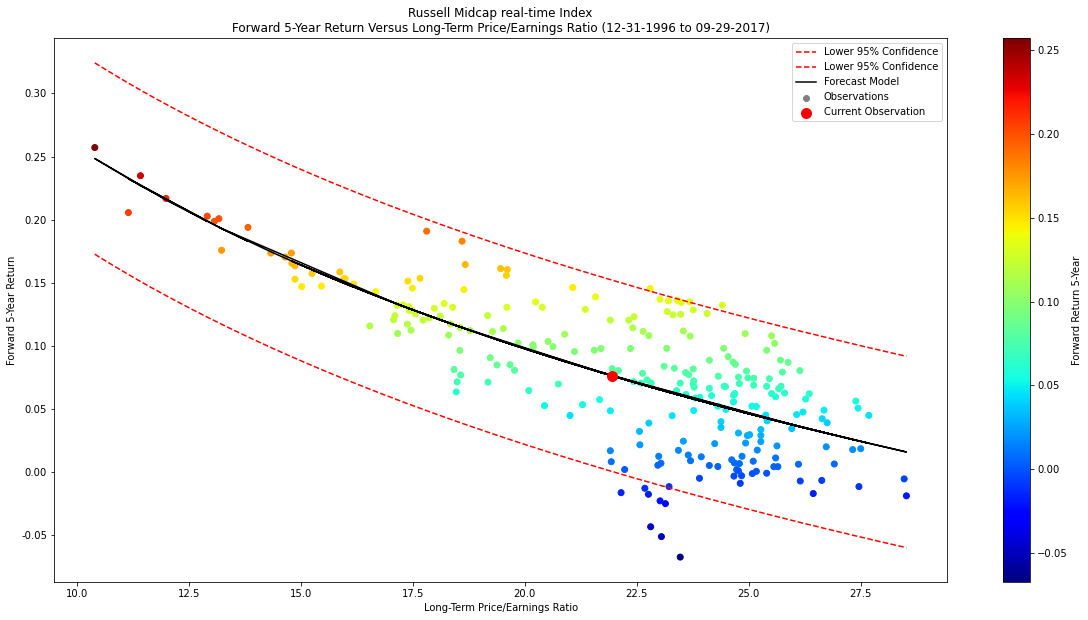 Russell Midcap real-time Index
Forward 5-Year Return Versus Long-Term Price/Earnings Ratio (12-31-1996 to 09-29-2017)
Lower 95% Confidence
Lower 95% Confidence
Forecast Model
Observations
Current Observation
Forward 5-Year Return
0.30
0.25
0.20
0.15
0.10
0.05
0.00
-0.05
10.0
12.5
15.0
17.5
20.0
22.5
25.0
27.5
Long-Term Price/Earnings Ratio
0.25
0.20
0.15
0.10
0.05
0.00
−0.05
Forward Return 5-Year